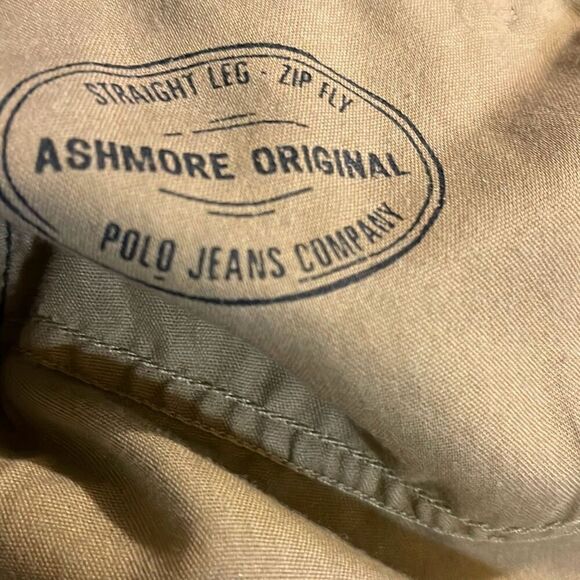 STRAIGHT LEG - ZIP FLY
ASHMORE ORIGINAL
POLO JEANS COMPANY